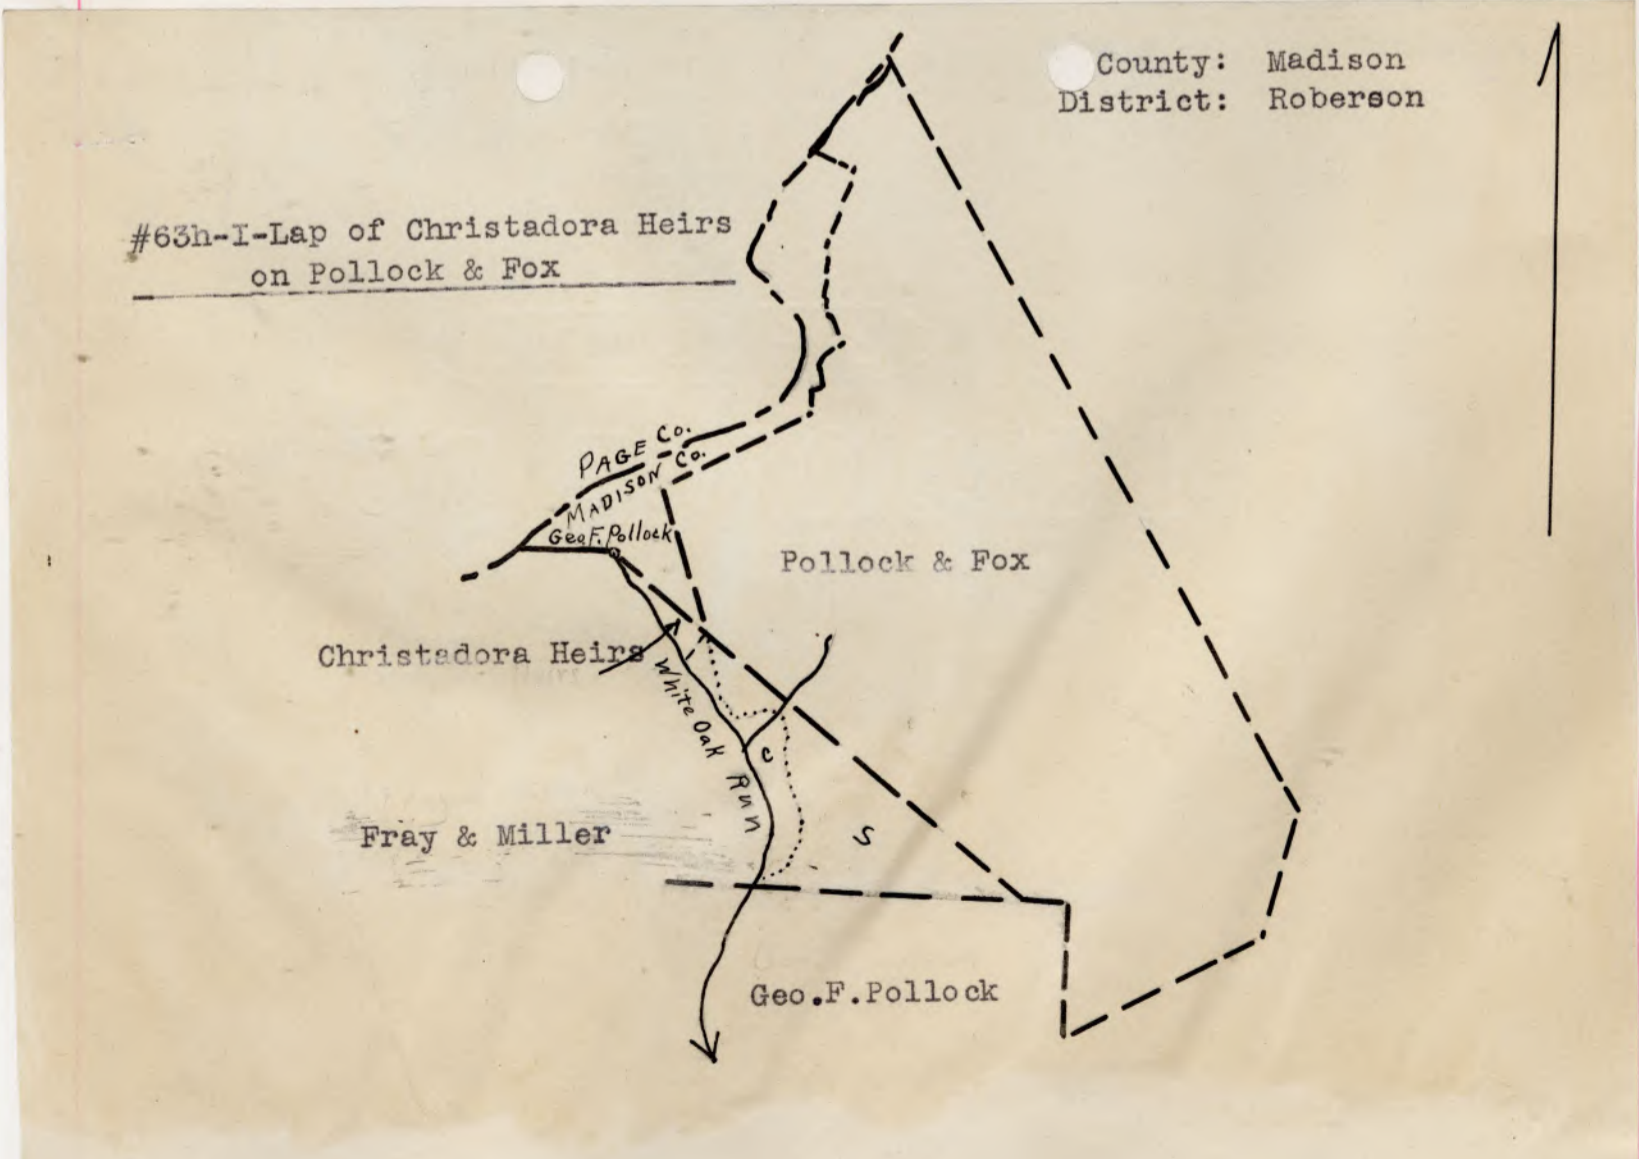 County: Madison
District: Roberson
#63h-I-Lap of Christadora Heirs
on Pollock & Fox
PAGE Co.
MADISON Co.
Geo F. Pollock
Pollock & Fox
Christadora Heirs
White Oak Run
C
Fray & Miller
S
Geo.F.Pollock